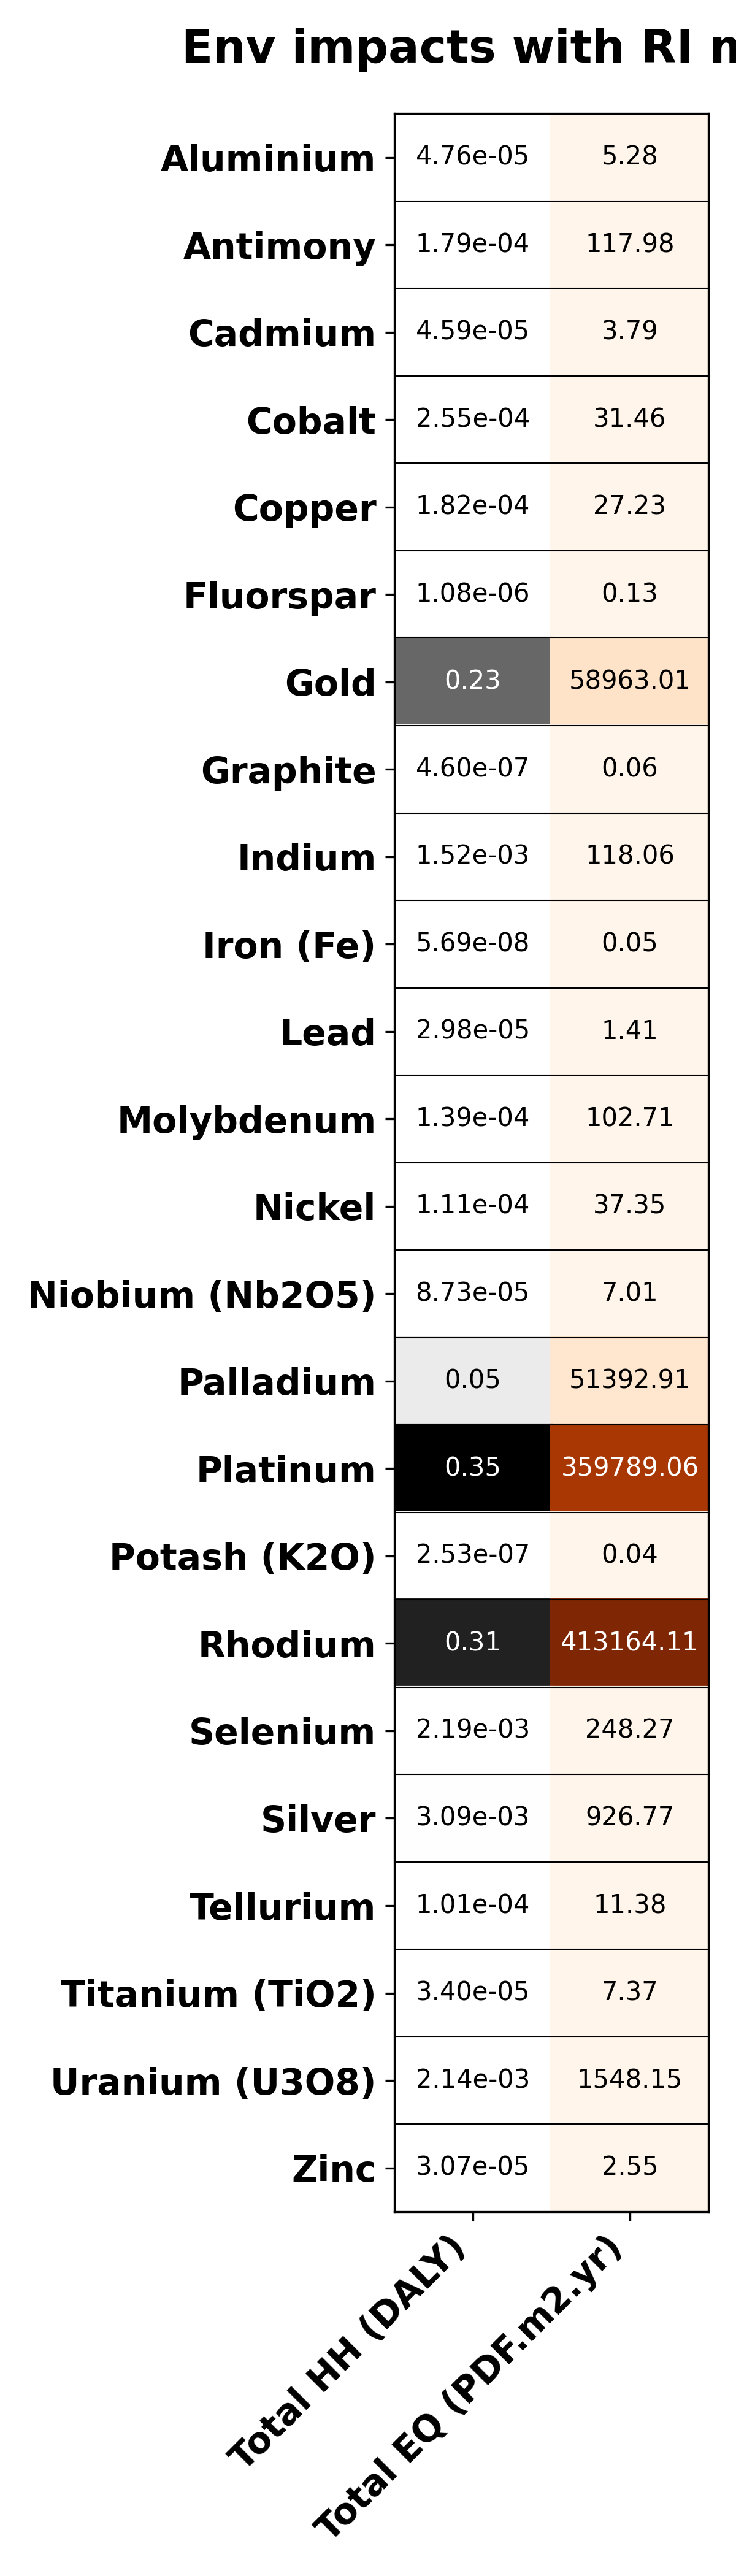 Env impacts with RI
Aluminium 4.76e-05 5.28
Antimony 1.79e-04 117.98
Cadmium 4.59e-05 3.79
Cobalt 2.55e-04 31.46
Copper 1.82e-04 27.23
Fluorspar 1.08e-06 0.13
Gold 0.23 58963.01
Graphite 4.60e-07 0.06
Indium 1.52e-03 118.06
Iron (Fe) 5.69e-08 0.05
Lead 2.98e-05 1.41
Molybdenum 1.39e-04 102.71
Nickel 1.11e-04 37.35
Niobium (Nb2O5) 8.73e-05 7.01
Palladium 0.05 51392.91
Platinum 0.35 359789.06
Potash (K2O) 2.53e-07 0.04
Rhodium 0.31 413164.11
Selenium 2.19e-03 248.27
Silver 3.09e-03 926.77
Tellurium 1.01e-04 11.38
Titanium (TiO2) 3.40e-05 7.37
Uranium (U3O8) 2.14e-03 1548.15
Zinc 3.07e-05 2.55
Total HH (DALY)
Total EQ (PDF.m2.yr)